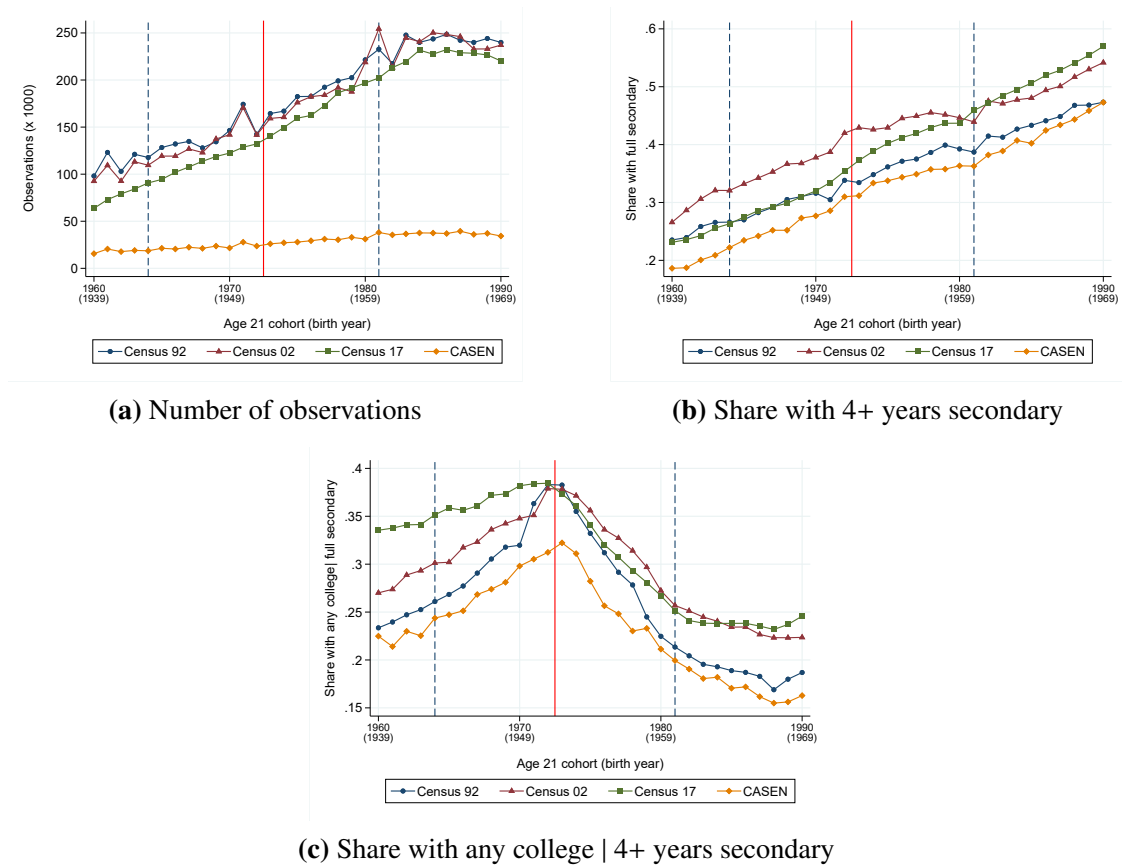 Observations (x 1000)
250
200
150
100
50
0
1960 1970 1980 1990
(1939) (1949) (1959) (1969)
Age 21 cohort (birth year)
Census 92 Census 02 Census 17 CASEN
(a) Number of observations
Share with full secondary
.6
.5
.4
.3
.2
1960 1970 1980 1990
(1939) (1949) (1959) (1969)
Age 21 cohort (birth year)
Census 92 Census 02 Census 17 CASEN
(b) Share with 4+ years secondary
Share with any college| full secondary
.4
.35
.3
.25
.2
.15
1960 1970 1980 1990
(1939) (1949) (1959) (1969)
Age 21 cohort (birth year)
Census 92 Census 02 Census 17 CASEN
(c) Share with any college | 4+ years secondary